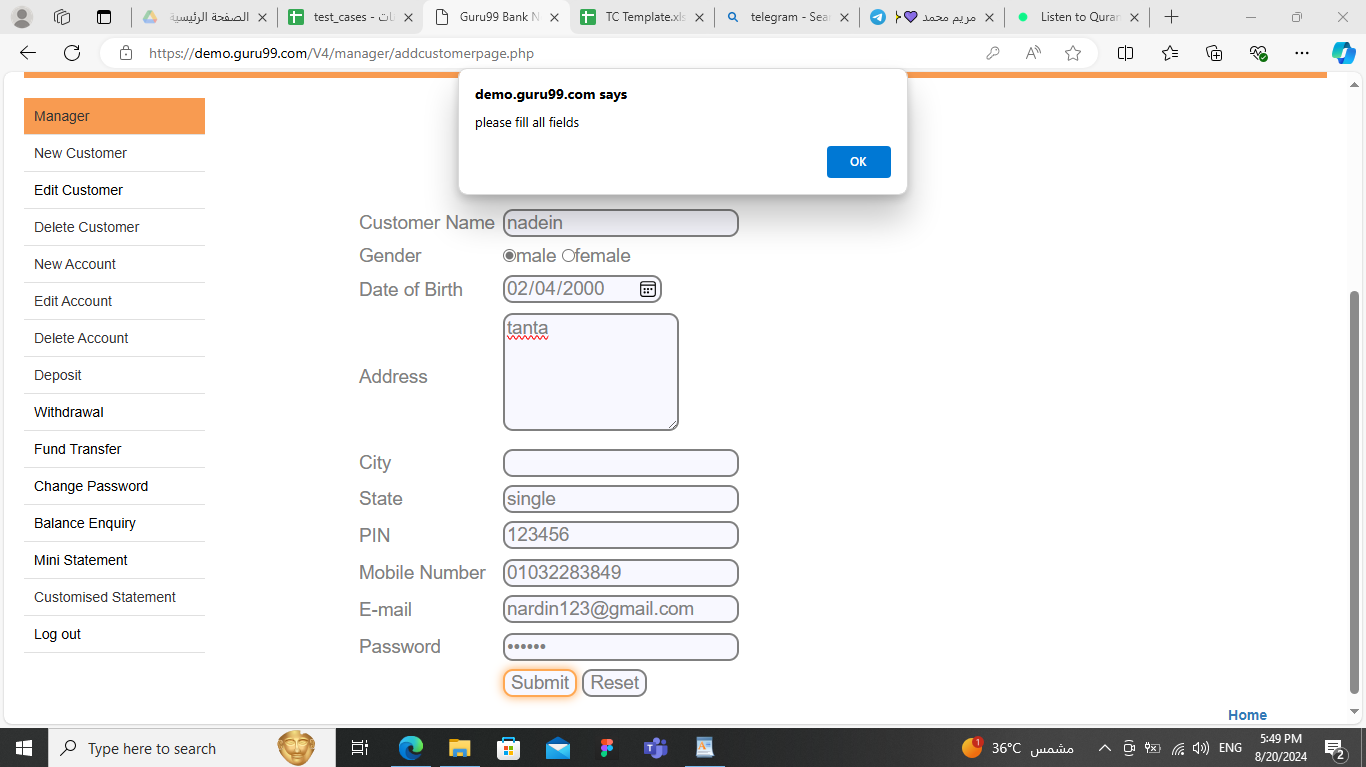 الصفحة الرئيسية
test_cases - ات
Guru99 Bank N
TC Template.xls
telegram - Sear
مريم محمد
Listen to Quran
https://demo.guru99.com/V4/manager/addcustomerpage.php
demo.guru99.com says
please fill all fields
OK
Manager
New Customer
Edit Customer
Delete Customer
New Account
Edit Account
Delete Account
Deposit
Withdrawal
Fund Transfer
Change Password
Balance Enquiry
Mini Statement
Customised Statement
Log out
Customer Name nadein
Gender male female
Date of Birth 02/04/2000
Address tanta
City
State single
PIN 123456
Mobile Number 01032283849
E-mail nardin123@gmail.com
Password ••••••
Submit Reset
Home
Type here to search
1
36°C مشمس
ENG
5:49 PM
8/20/2024
2